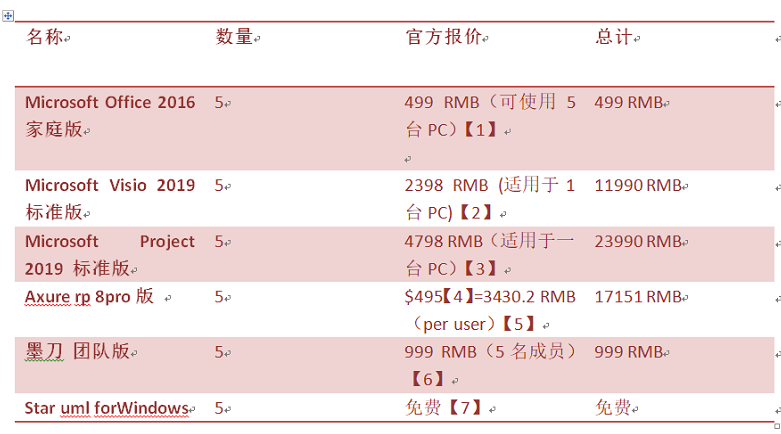 名称 数量 官方报价 总计
Microsoft Office 2016 5 499 RMB（可使用 5 499 RMB
家庭版 台 PC）【1】
Microsoft Visio 2019 5 2398 RMB (适用于 1 11990 RMB
标准版 台 PC)【2】
Microsoft Project 5 4798 RMB（适用于一 23990 RMB
2019 标准版 台 PC）【3】
Axure rp 8pro 版 5 $495【4】=3430.2 RMB 17151 RMB
（per user）【5】
墨刀 团队版 5 999 RMB（5 名成员） 999 RMB
【6】
Star uml forWindows 5 免费【7】 免费